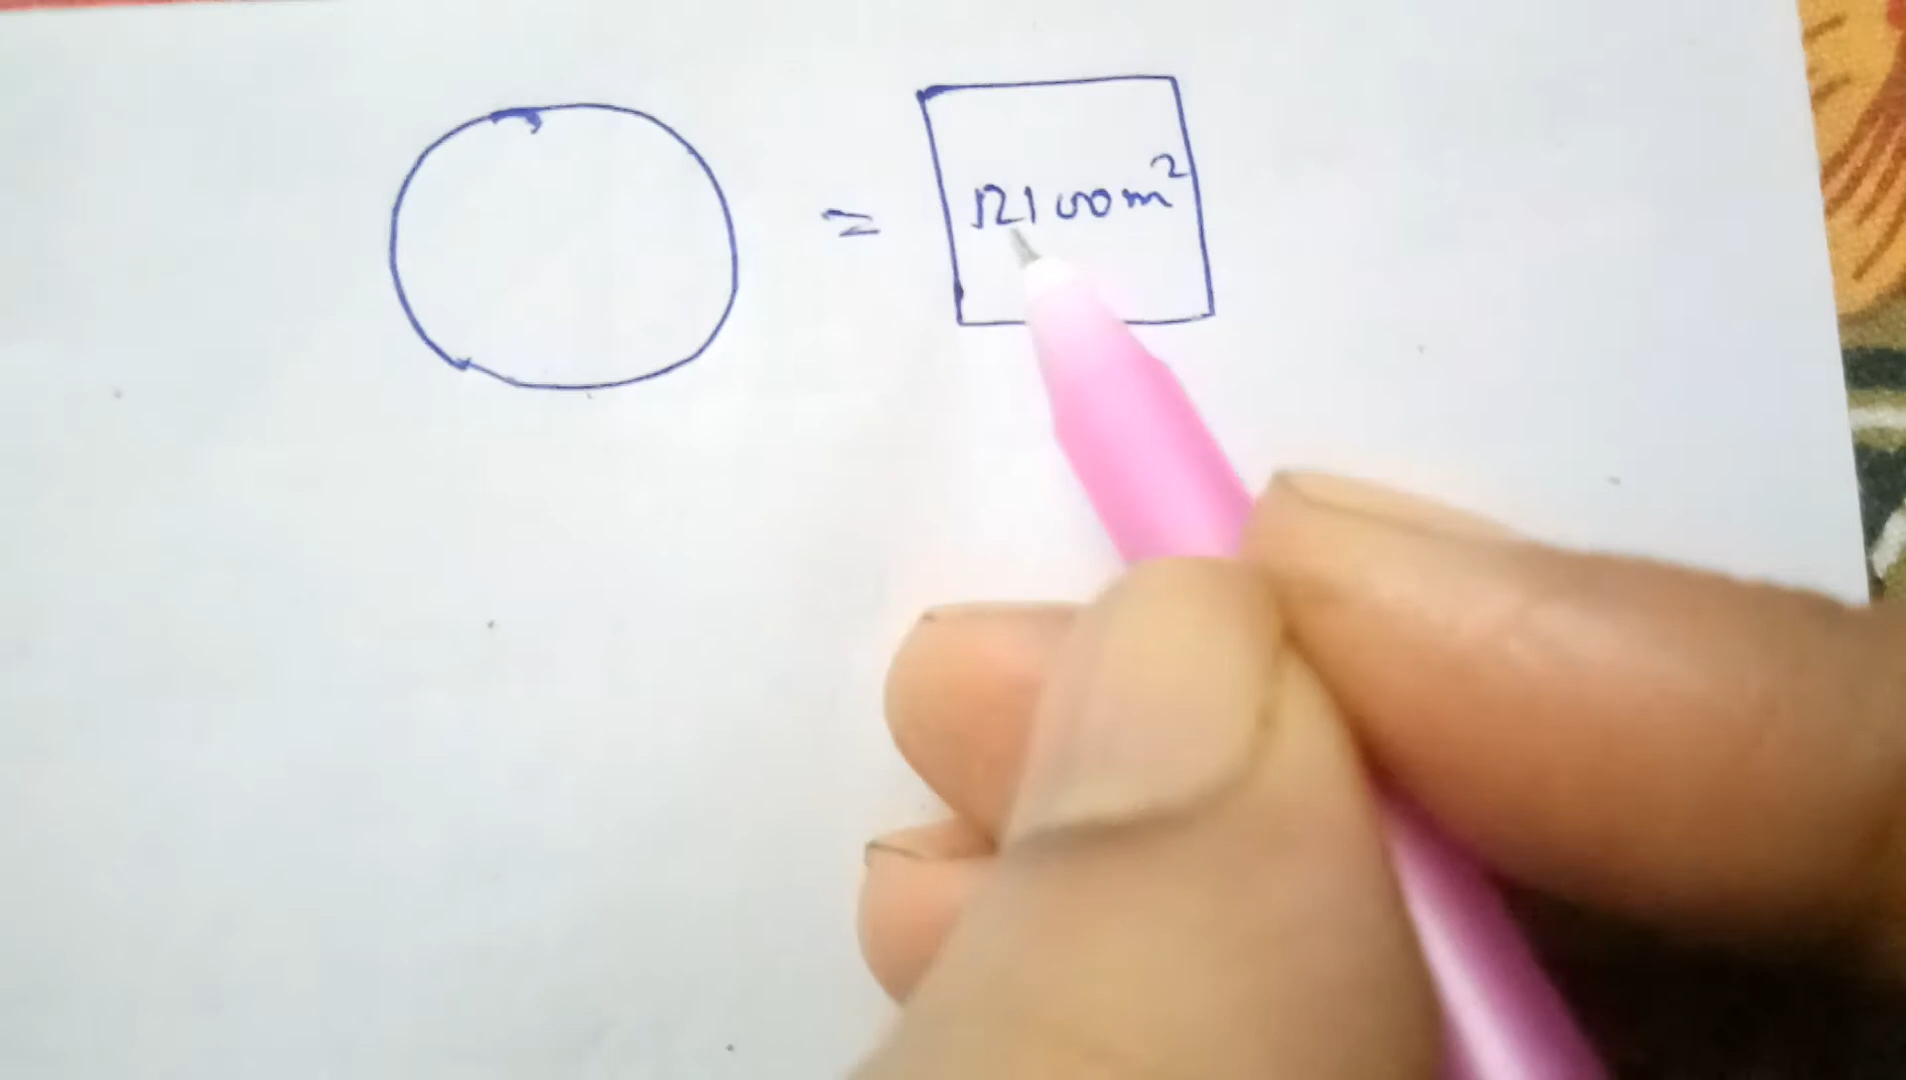 = 12100m²